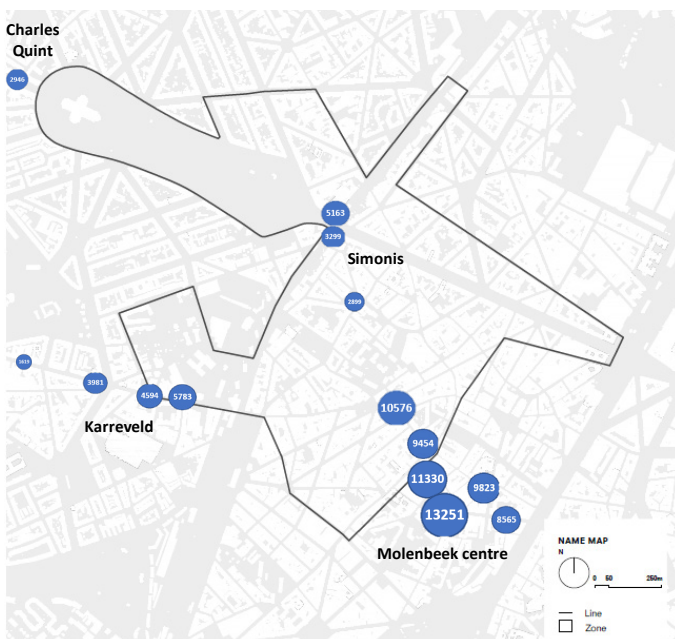 Charles
Quint
2946
5163
3299
Simonis
2899
3981
4594
5783
Karreveld
10576
9454
11330
9823
13251
8565
Molenbeek centre
NAME MAP
N
0 50 250m
Line
Zone